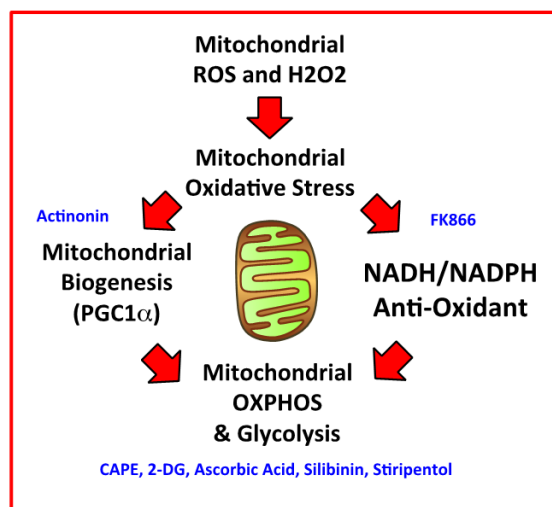 Mitochondrial
ROS and H2O2
Mitochondrial
Oxidative Stress
Actinonin
FK866
Mitochondrial
Biogenesis
(PGC1α)
NADH/NADPH
Anti-Oxidant
Mitochondrial
OXPHOS
& Glycolysis
CAPE, 2-DG, Ascorbic Acid, Silibinin, Stiripentol